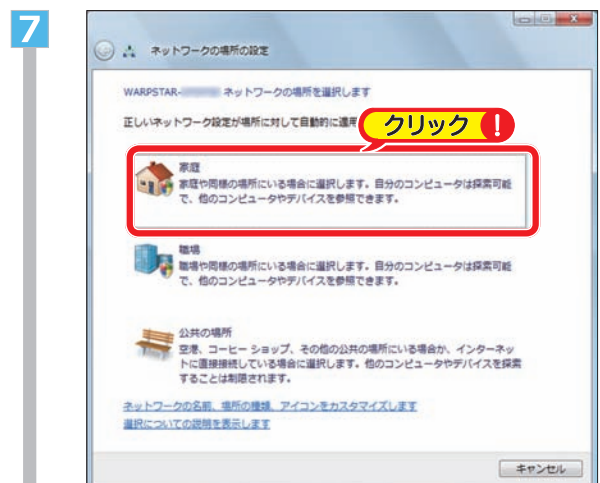 7
ネットワークの場所の設定
WARPSTAR- ネットワークの場所を選択します
正しいネットワーク設定が場所に対して自動的に適用
クリック!
家庭
家庭や同様の場所にいる場合に選択します。自分のコンピュータは探索可能
で、他のコンピュータやデバイスを参照できます。
職場
職場や同様の場所にいる場合に選択します。自分のコンピュータは探索可能
で、他のコンピュータやデバイスを参照できます。
公共の場所
空港、コーヒー ショップ、その他の公共の場所にいる場合か、インターネッ
トに直接接続している場合に選択します。他のコンピュータやデバイスを探索
することは制限されます。
ネットワークの名前、場所の種類、アイコンをカスタマイズします
選択についての説明を表示します
キャンセル